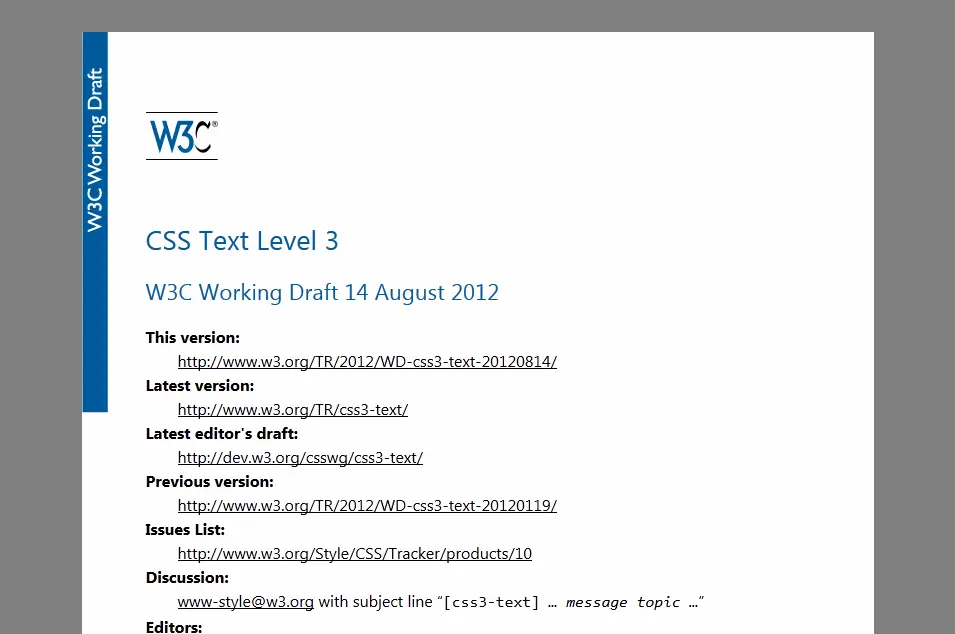 W3C Working Draft
W3C®
CSS Text Level 3
W3C Working Draft 14 August 2012
This version:
http://www.w3.org/TR/2012/WD-css3-text-20120814/
Latest version:
http://www.w3.org/TR/css3-text/
Latest editor's draft:
http://dev.w3.org/csswg/css3-text/
Previous version:
http://www.w3.org/TR/2012/WD-css3-text-20120119/
Issues List:
http://www.w3.org/Style/CSS/Tracker/products/10
Discussion:
www-style@w3.org with subject line “[css3-text] … message topic …”
Editors: